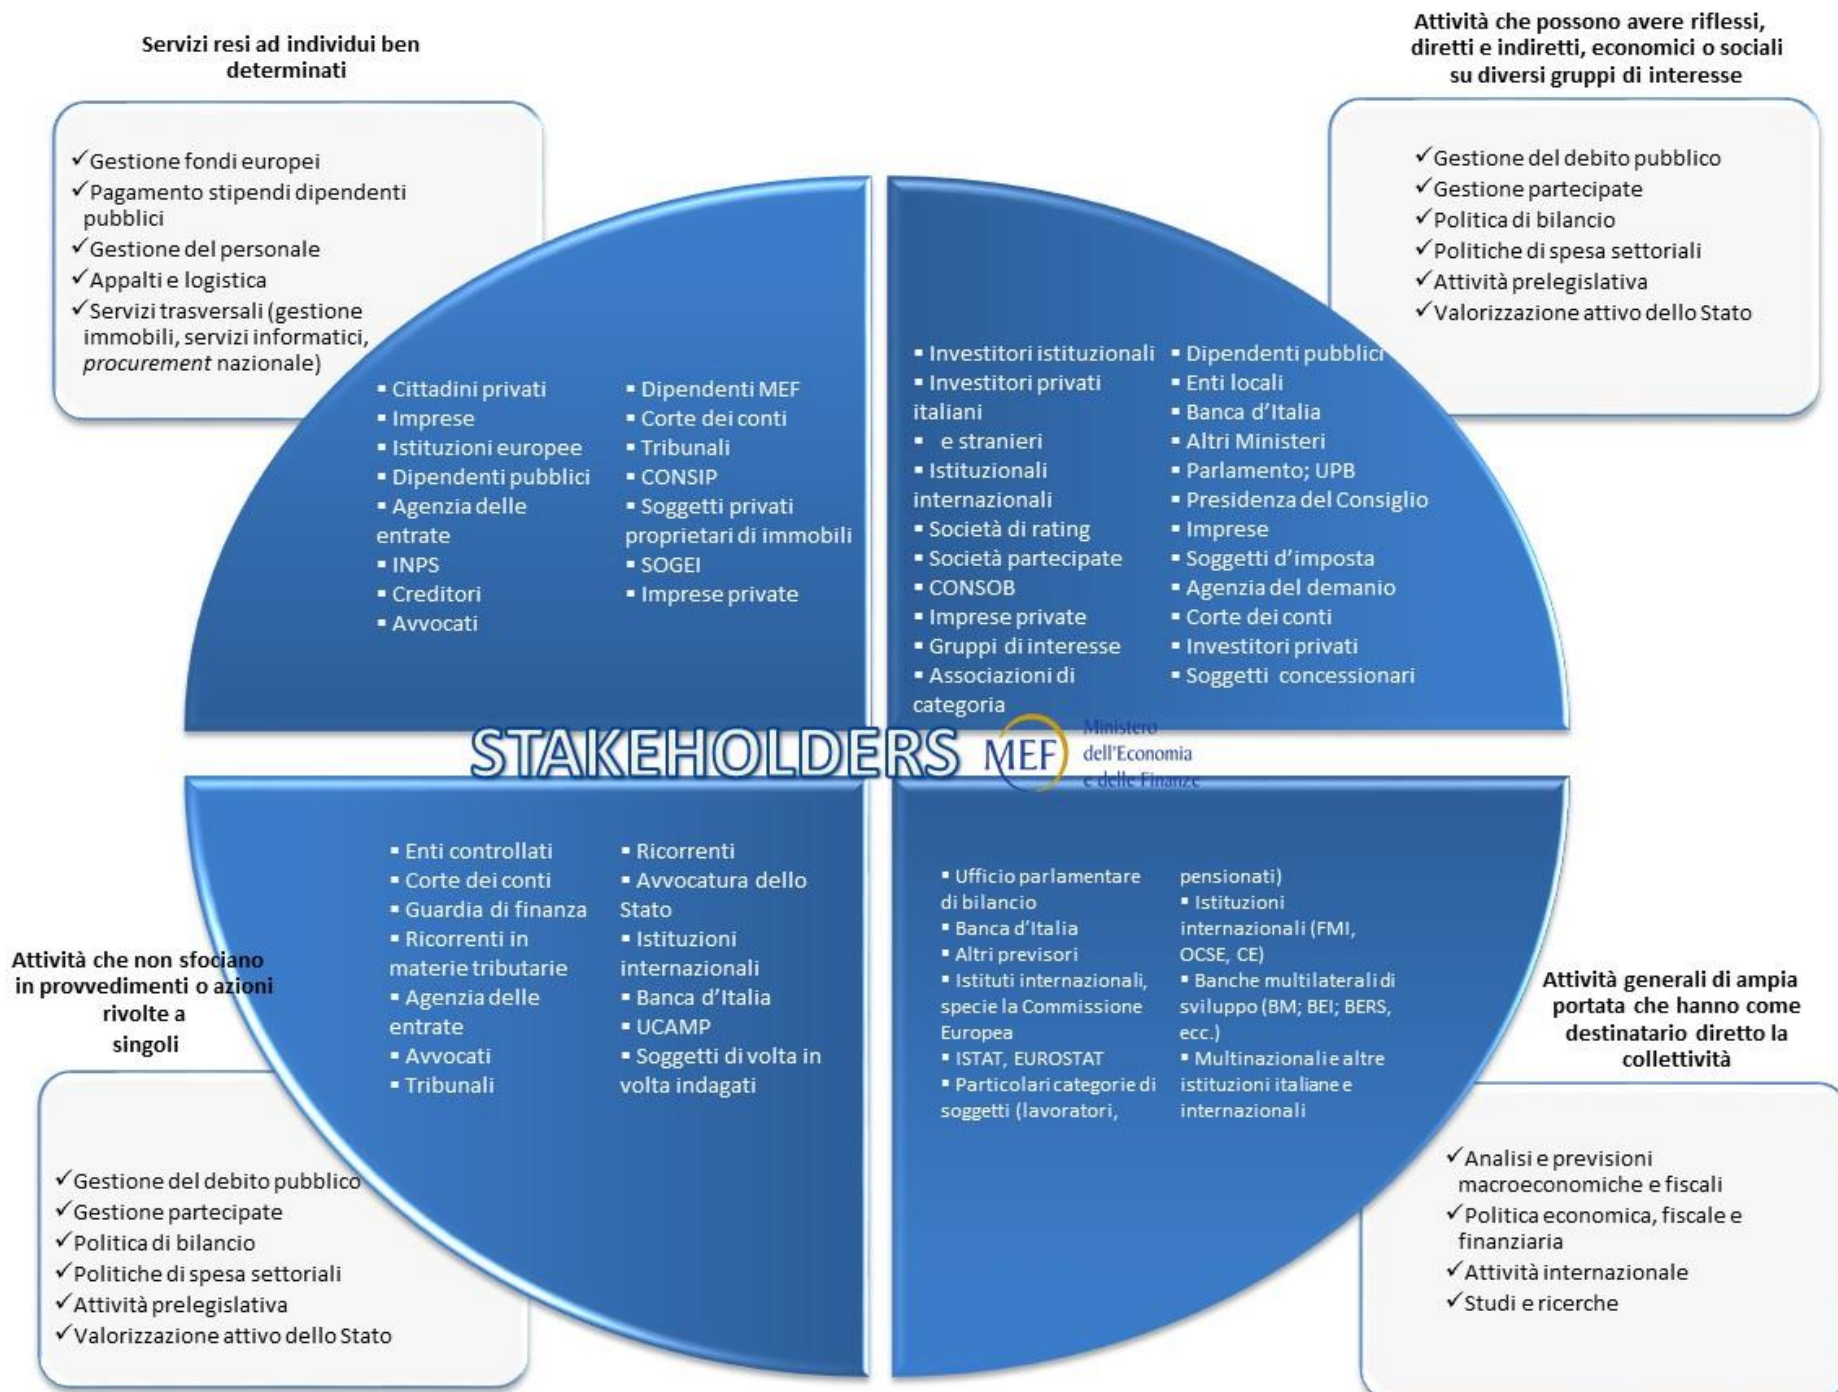 Servizi resi ad individui ben
determinati
✓Gestione fondi europei
✓Pagamento stipendi dipendenti
pubblici
✓Gestione del personale
✓Appalti e logistica
✓Servizi trasversali (gestione
immobili, servizi informatici,
procurement nazionale)
▪ Cittadini privati
▪ Imprese
▪ Istituzioni europee
▪ Dipendenti pubblici
▪ Agenzia delle
entrate
▪ INPS
▪ Creditori
▪ Avvocati
▪ Dipendenti MEF
▪ Corte dei conti
▪ Tribunali
▪ CONSIP
▪ Soggetti privati
proprietari di immobili
▪ SOGEI
▪ Imprese private
Attività che possono avere riflessi,
diretti e indiretti, economici o sociali
su diversi gruppi di interesse
✓Gestione del debito pubblico
✓Gestione partecipate
✓Politica di bilancio
✓Politiche di spesa settoriali
✓Attività prelegislativa
✓Valorizzazione attivo dello Stato
▪ Investitori istituzionali
▪ Investitori privati
italiani
▪ e stranieri
▪ Istituzionali
internazionali
▪ Società di rating
▪ Società partecipate
▪ CONSOB
▪ Imprese private
▪ Gruppi di interesse
▪ Associazioni di
categoria
▪ Dipendenti pubblici
▪ Enti locali
▪ Banca d'Italia
▪ Altri Ministeri
▪ Parlamento; UPB
▪ Presidenza del Consiglio
▪ Imprese
▪ Soggetti d'imposta
▪ Agenzia del demanio
▪ Corte dei conti
▪ Investitori privati
▪ Soggetti concessionari
STAKEHOLDERS
MEF
Ministero
dell'Economia
e delle Finanze
Attività che non sfociano
in provvedimenti o azioni
rivolte a
singoli
▪ Enti controllati
▪ Corte dei conti
▪ Guardia di finanza
▪ Ricorrenti in
materie tributarie
▪ Agenzia delle
entrate
▪ Avvocati
▪ Tribunali
▪ Ricorrenti
▪ Avvocatura dello
Stato
▪ Istituzioni
internazionali
▪ Banca d'Italia
▪ UCAMP
▪ Soggetti di volta in
volta indagati
✓Gestione del debito pubblico
✓Gestione partecipate
✓Politica di bilancio
✓Politiche di spesa settoriali
✓Attività prelegislativa
✓Valorizzazione attivo dello Stato
▪ Ufficio parlamentare
di bilancio
▪ Banca d'Italia
▪ Altri previsori
▪ Istituti internazionali,
specie la Commissione
Europea
▪ ISTAT, EUROSTAT
▪ Particolari categorie di
soggetti (lavoratori,
pensionati)
▪ Istituzioni
internazionali (FMI,
OCSE, CE)
▪ Banche multilaterali di
sviluppo (BM; BEI; BERS,
ecc.)
▪ Multinazionali e altre
istituzioni italiane e
internazionali
Attività generali di ampia
portata che hanno come
destinatario diretto la
collettività
✓Analisi e previsioni
macroeconomiche e fiscali
✓Politica economica, fiscale e
finanziaria
✓Attività internazionale
✓Studi e ricerche